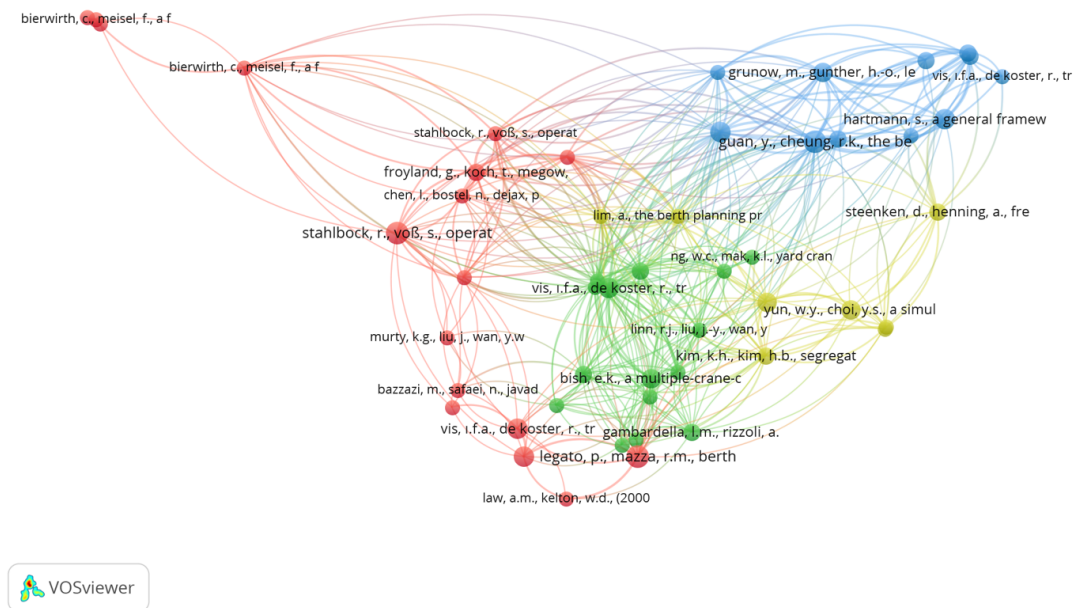 bierwirth, c., meisel, f., a f
bierwirth, c., meisel, f., a f
grunow, m., gunther, h.-o., le
vis, ı.f.a., de koster, r., tr
hartmann, s., a general framew
stahlbock, r., voß, s., operat
guan, y., cheung, r.k., the be
froyland, g., koch, t., megow,
chen, l., bostel, n., dejax, p
lim, a., the berth planning pr
steenken, d., henning, a., fre
stahlbock, r., voß, s., operat
ng, w.c., mak, k.l., yard cran
vis, ı.f.a., de koster, r., tr
yun, w.y., choi, y.s., a simul
linn, r.j., liu, j.-y., wan, y
murty, k.g., liu, j., wan, y.w
kim, k.h., kim, h.b., segregat
bish, e.k., a multiple-crane-c
bazzazi, m., safaei, n., javad
vis, ı.f.a., de koster, r., tr
gambardella, l.m., rizzoli, a.
legato, p., mazza, r.m., berth
law, a.m., kelton, w.d., (2000
VOSviewer